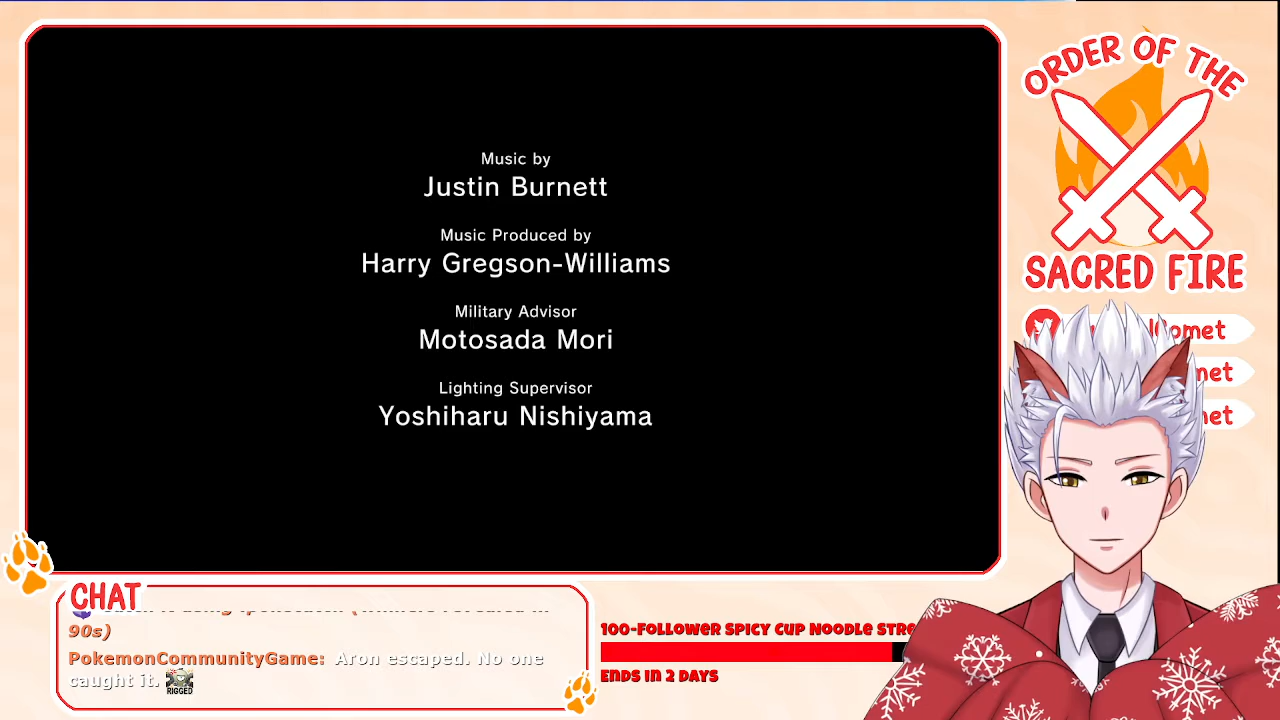 Music by
Justin Burnett
Music Produced by
Harry Gregson-Williams
Military Advisor
Motosada Mori
Lighting Supervisor
Yoshiharu Nishiyama
ORDER OF THE
SACRED FIRE
CHAT
90s)
PokemonCommunityGame: Aron escaped. No one
caught it. RIGGED
100-FOLLOWER SPICY CUP NOODLE STRE
ENDS IN 2 DAYS